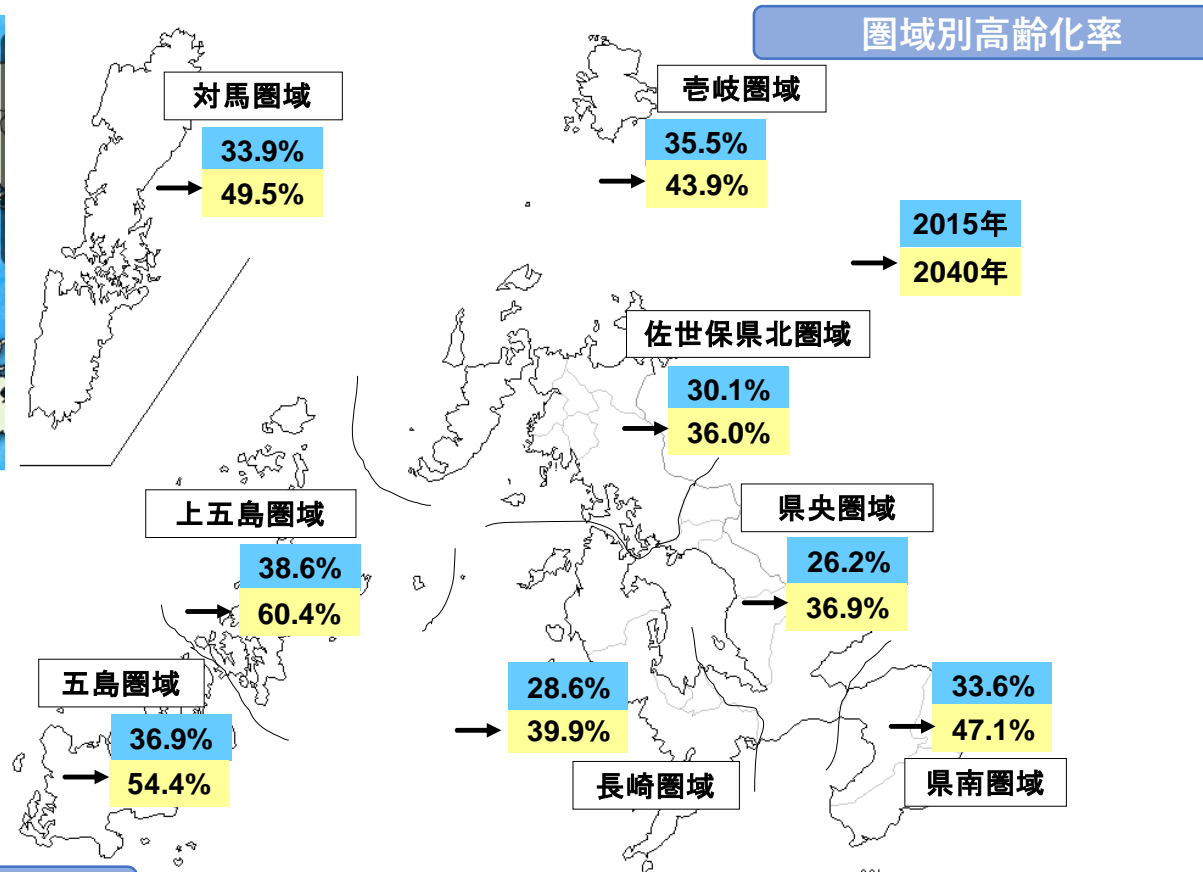 圏域別高齢化率
対馬圏域
33.9%
49.5%
壱岐圏域
35.5%
43.9%
2015年
2040年
佐世保県北圏域
30.1%
36.0%
上五島圏域
38.6%
60.4%
県央圏域
26.2%
36.9%
五島圏域
36.9%
54.4%
28.6%
39.9%
長崎圏域
33.6%
47.1%
県南圏域